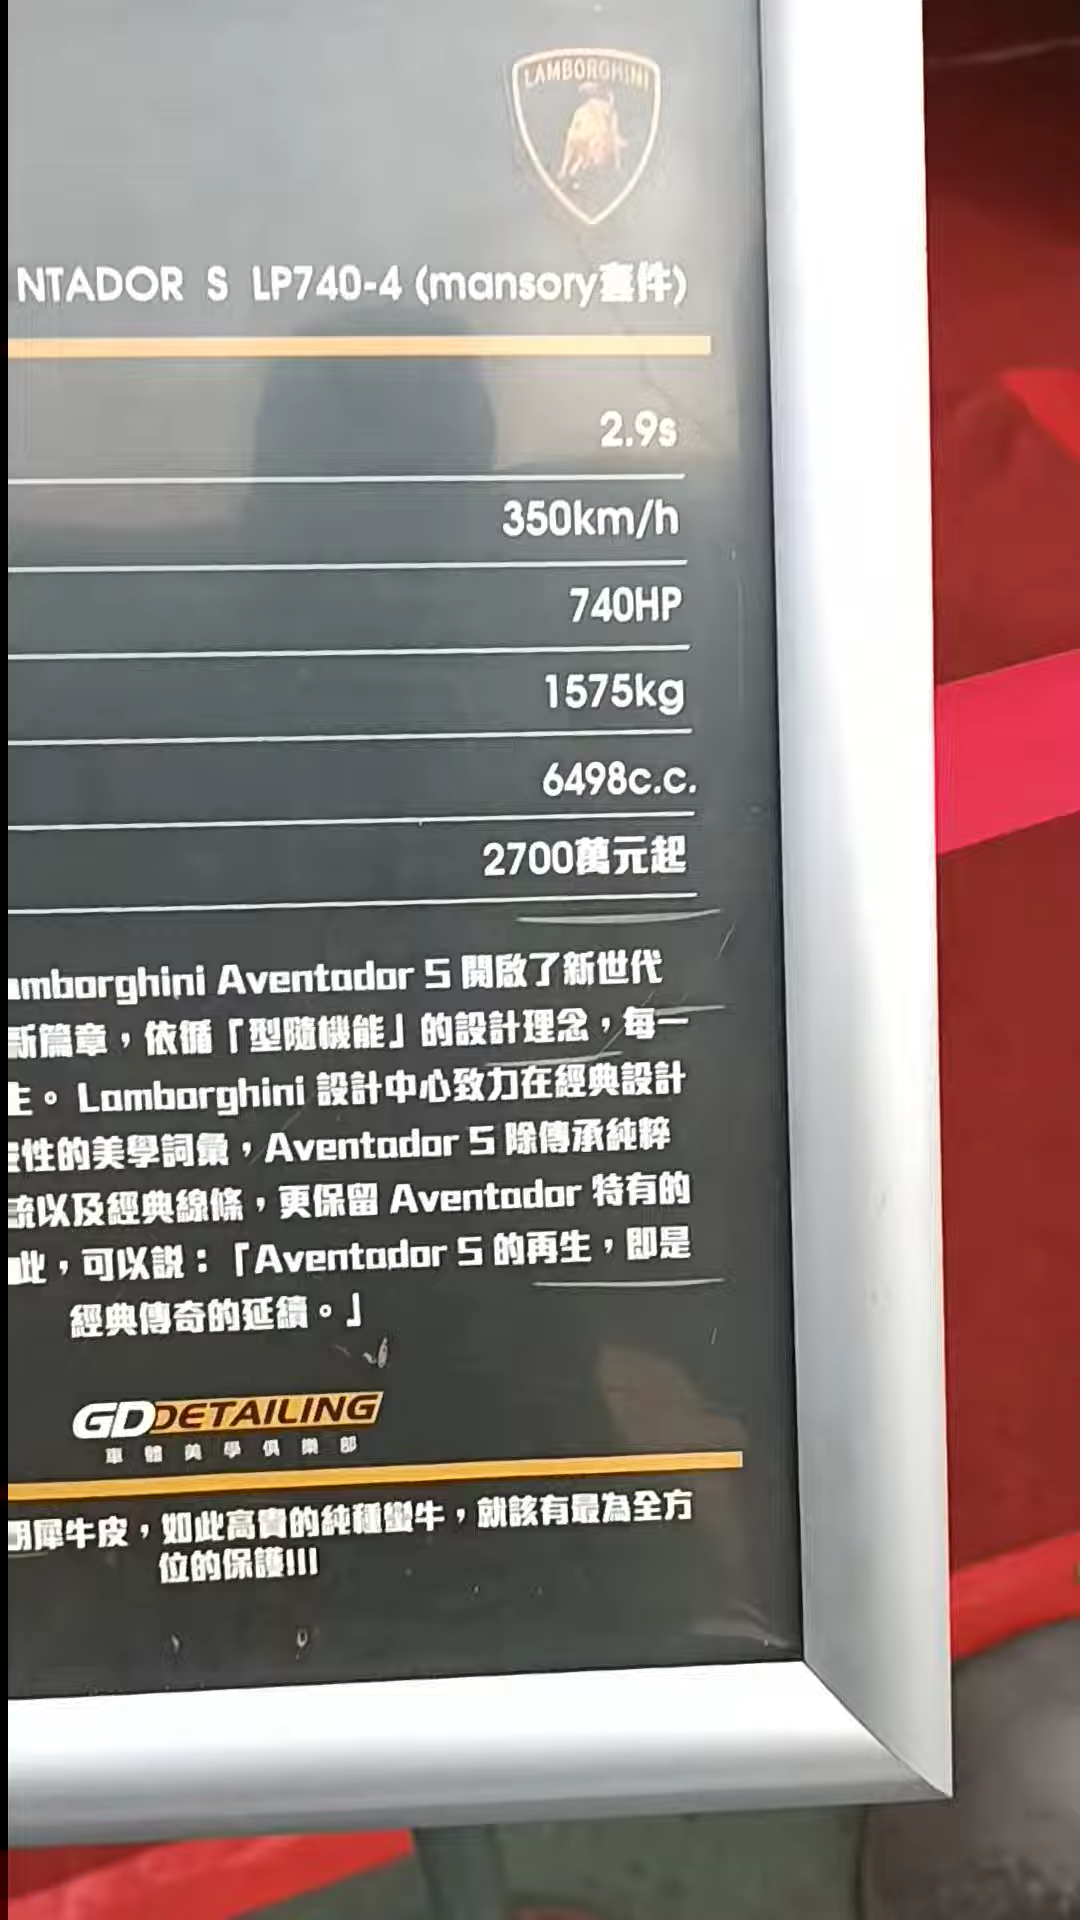 LAMBORGHINI
NTADOR S LP740-4 (mansory套件)
2.9s
350km/h
740HP
1575kg
6498c.c.
2700萬元起
amborghini Aventador S 開啟了新世代
新篇章，依循「型隨機能」的設計理念，每一
生。Lamborghini 設計中心致力在經典設計
性的美學詞彙，Aventador S 除傳承純粹
流以及經典線條，更保留 Aventador 特有的
此，可以說：「Aventador S 的再生，即是
經典傳奇的延續。」
GDDETAILING
車體美學俱樂部
犀牛皮，如此高貴的純種蠻牛，就該有最為全方
位的保護!!!